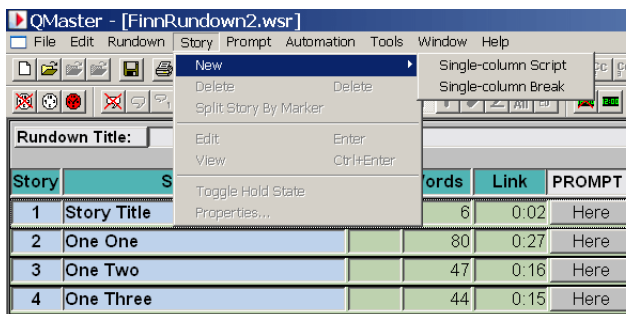 QMaster - [FinnRundown2.wsr]
File Edit Rundown Story Prompt Automation Tools Window Help
New
Single-column Script
Single-column Break
Delete Delete
Split Story By Marker
Edit Enter
View Ctrl+Enter
Toggle Hold State
Properties...
All
Rundown Title:
Story S ords Link PROMPT
1 Story Title 6 0:02 Here
2 One One 80 0:27 Here
3 One Two 47 0:16 Here
4 One Three 44 0:15 Here